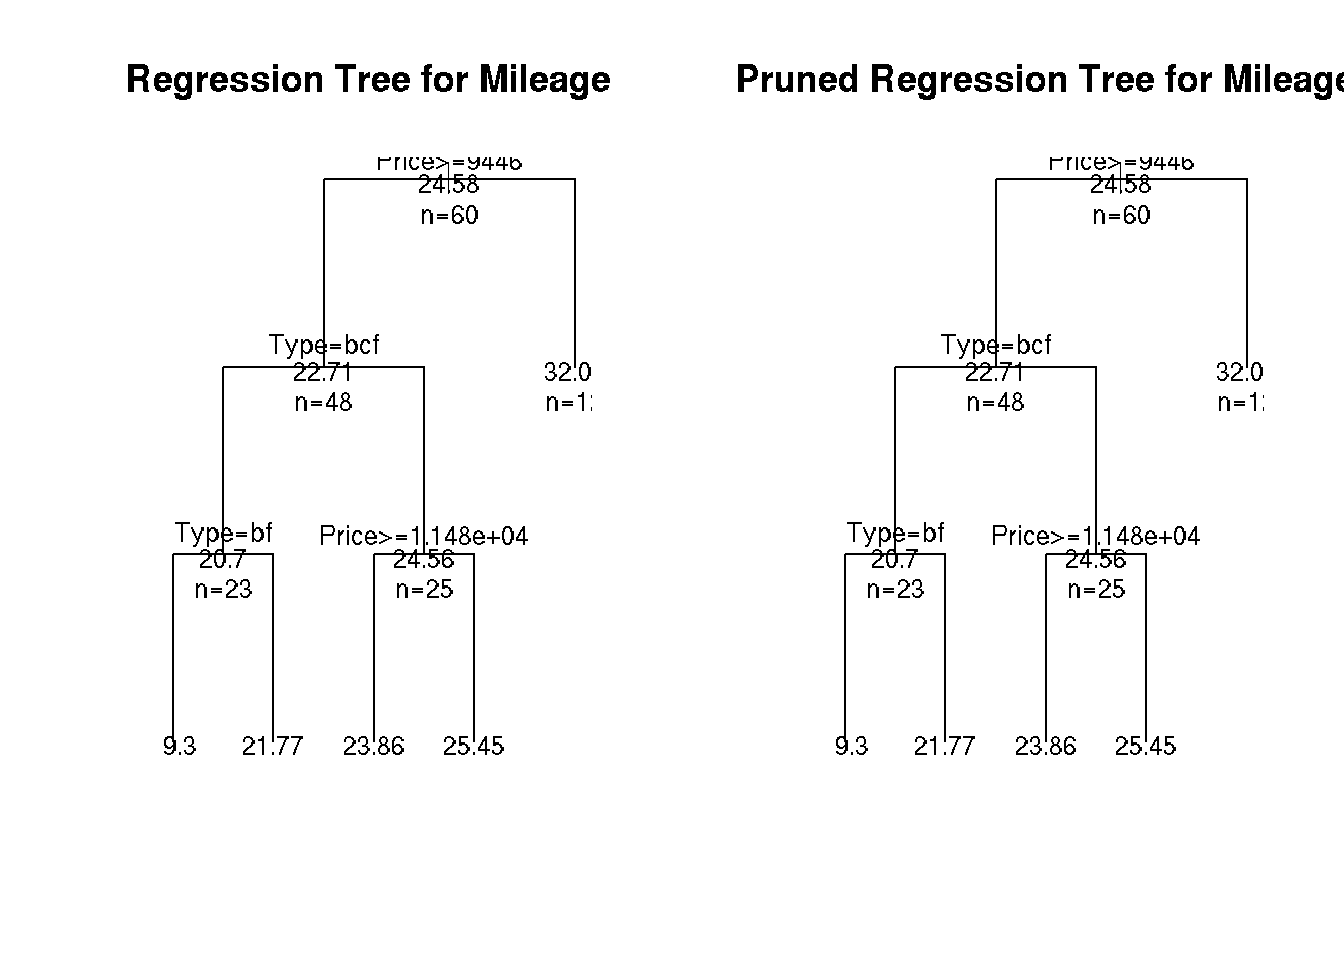 Regression Tree for Mileage
Price>=9446
24.58
n=60
Type=bcf
22.71
n=48
32.0
n=1
Type=bf
20.7
n=23
Price>=1.148e+04
24.56
n=25
9.3
21.77
23.86
25.45
Pruned Regression Tree for Mileage
Price>=9446
24.58
n=60
Type=bcf
22.71
n=48
32.0
n=1
Type=bf
20.7
n=23
Price>=1.148e+04
24.56
n=25
9.3
21.77
23.86
25.45